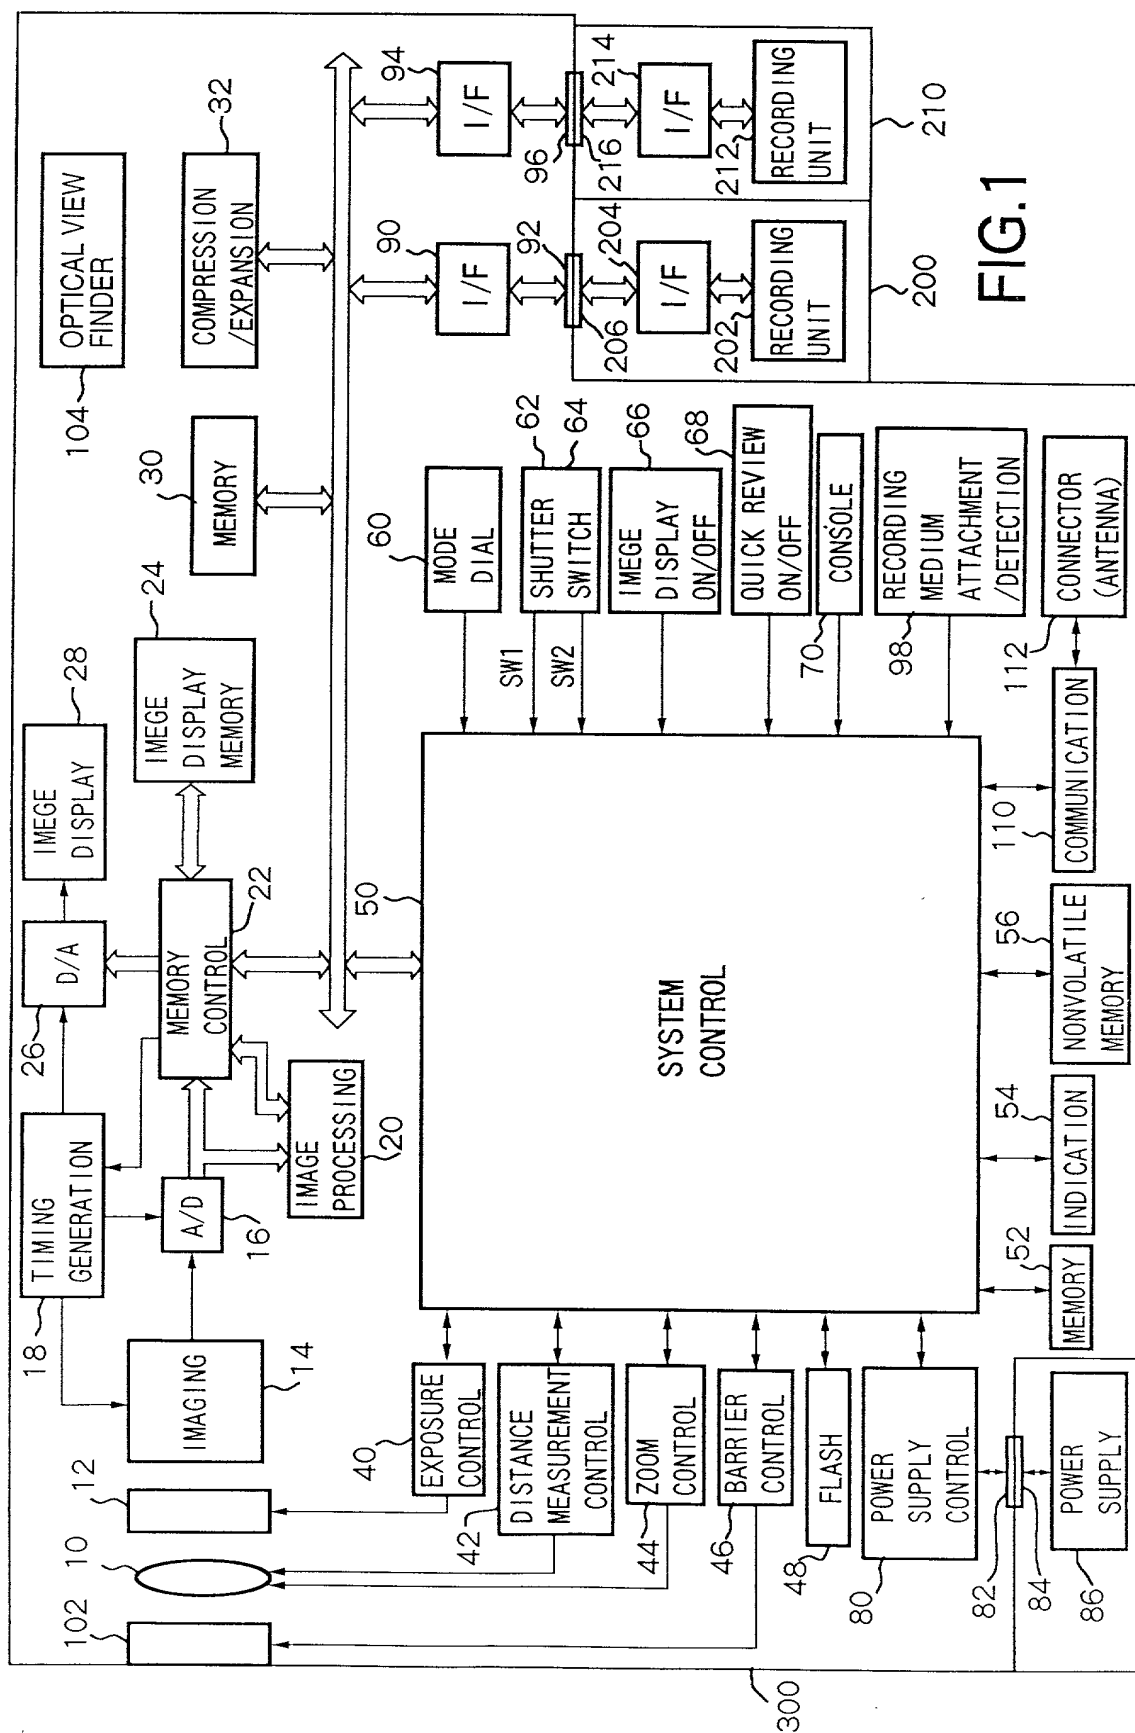 102
10
12
18
TIMING
GENERATION
26
D/A
IMEGE
DISPLAY
28
24
IMEGE
DISPLAY
MEMORY
30
MEMORY
104
OPTICAL VIEW
FINDER
32
COMPRESSION
/EXPANSION
IMAGING
14
A/D
16
MEMORY
CONTROL
22
IMAGE
PROCESSING
20
50
90
I/F
94
I/F
40
EXPOSURE
CONTROL
42
DISTANCE
MEASUREMENT
CONTROL
44
ZOOM
CONTROL
46
BARRIER
CONTROL
48
FLASH
80
POWER
SUPPLY
CONTROL
SYSTEM
CONTROL
SW1
SW2
60
MODE
DIAL
62
64
SHUTTER
SWITCH
66
IMEGE
DISPLAY
ON/OFF
68
QUICK REVIEW
ON/OFF
70
CONSOLE
98
RECORDING
MEDIUM
ATTACHMENT
/DETECTION
92
206
204
I/F
202
RECORDING
UNIT
200
96
216
214
I/F
212
RECORDING
UNIT
210
82
84
86
POWER
SUPPLY
300
52
MEMORY
54
INDICATION
56
NONVOLATILE
MEMORY
110
COMMUNICATION
112
CONNECTOR
(ANTENNA)
FIG.1